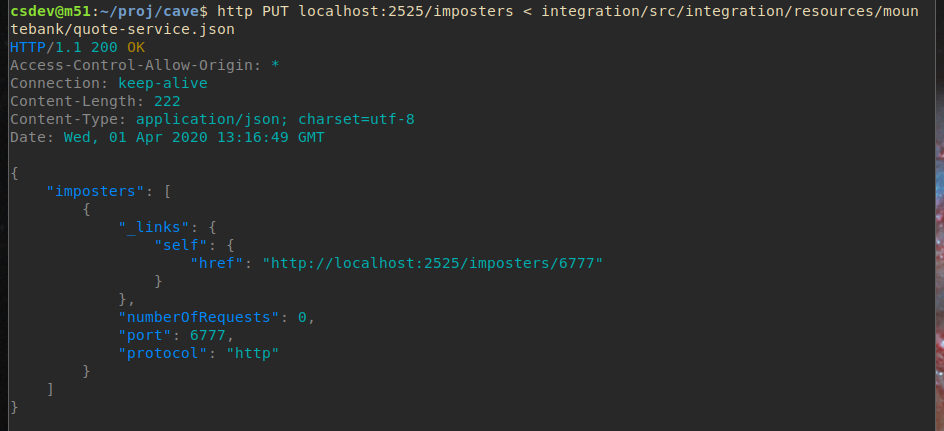 csdev@m51:~/proj/cave$ http PUT localhost:2525/imposters < integration/src/integration/resources/moun
tebank/quote-service.json
HTTP/1.1 200 OK
Access-Control-Allow-Origin: *
Connection: keep-alive
Content-Length: 222
Content-Type: application/json; charset=utf-8
Date: Wed, 01 Apr 2020 13:16:49 GMT

{
    "imposters": [
        {
            "_links": {
                "self": {
                    "href": "http://localhost:2525/imposters/6777"
                }
            },
            "numberOfRequests": 0,
            "port": 6777,
            "protocol": "http"
        }
    ]
}